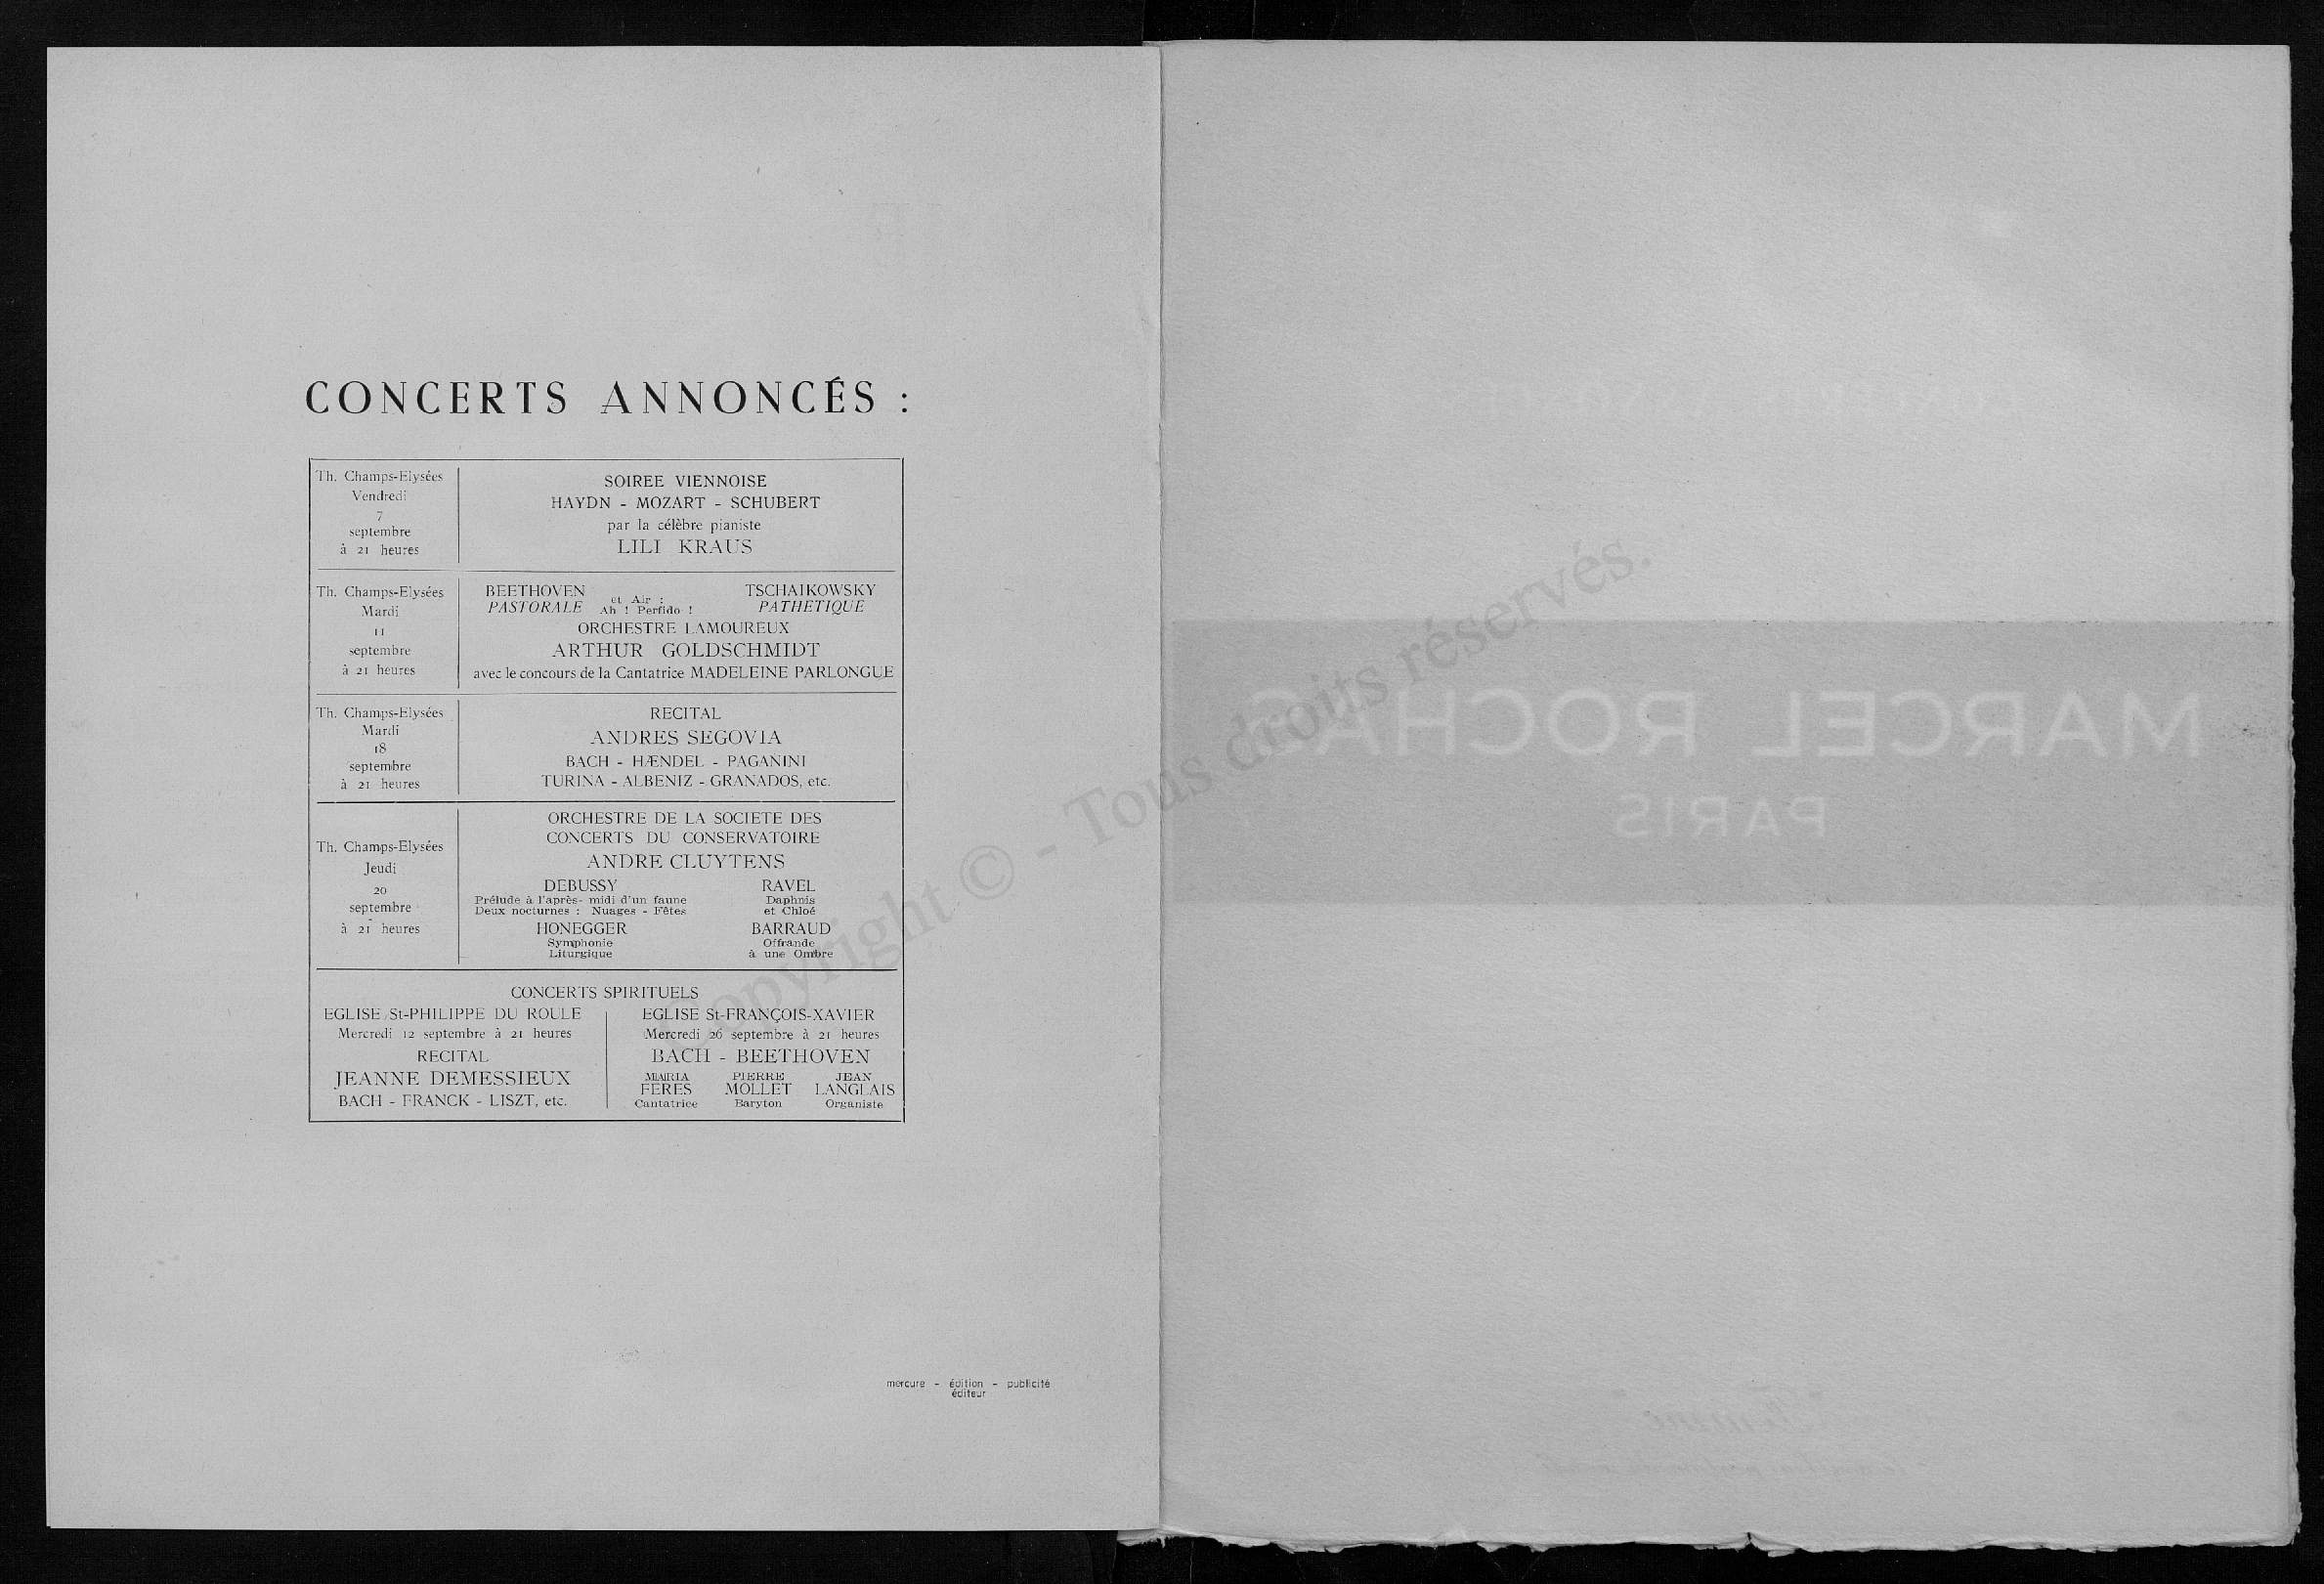 CONCERTS ANNONCÉS :
Th. Champs-Elysées
Vendredi
7
septembre
à 21 heures
SOIREE VIENNOISE
HAYDN - MOZART - SCHUBERT
par la célèbre pianiste
LILI KRAUS
Th. Champs-Elysées
Mardi
11
septembre
à 21 heures
BEETHOVEN et Air : TSCHAIKOWSKY
PASTORALE Ah ! Perfido ! PATHETIQUE
ORCHESTRE LAMOUREUX
ARTHUR GOLDSCHMIDT
avec le concours de la Cantatrice MADELEINE PARLONGUE
Th. Champs-Elysées
Mardi
18
septembre
à 21 heures
RECITAL
ANDRES SEGOVIA
BACH - HÆNDEL - PAGANINI
TURINA - ALBENIZ - GRANADOS, etc.
Th. Champs-Elysées
Jeudi
20
septembre
à 21 heures
ORCHESTRE DE LA SOCIETE DES
CONCERTS DU CONSERVATOIRE
ANDRE CLUYTENS
DEBUSSY
Prélude à l'après- midi d'un faune
Deux nocturnes : Nuages - Fêtes
RAVEL
Daphnis
et Chloé
HONEGGER
Symphonie
Liturgique
BARRAUD
Offrande
à une Ombre
CONCERTS SPIRITUELS
EGLISE St-PHILIPPE DU ROULE
Mercredi 12 septembre à 21 heures
RECITAL
JEANNE DEMESSIEUX
BACH - FRANCK - LISZT, etc.
EGLISE St-FRANÇOIS-XAVIER
Mercredi 26 septembre à 21 heures
BACH - BEETHOVEN
MIAIRIA PIERRE JEAN
FERES MOLLET LANGLAIS
Cantatrice Baryton Organiste
mercure - édition - publicité
éditeur
MARCEL ROCHAS
PARIS
Copyright © - Tous droits réservés.